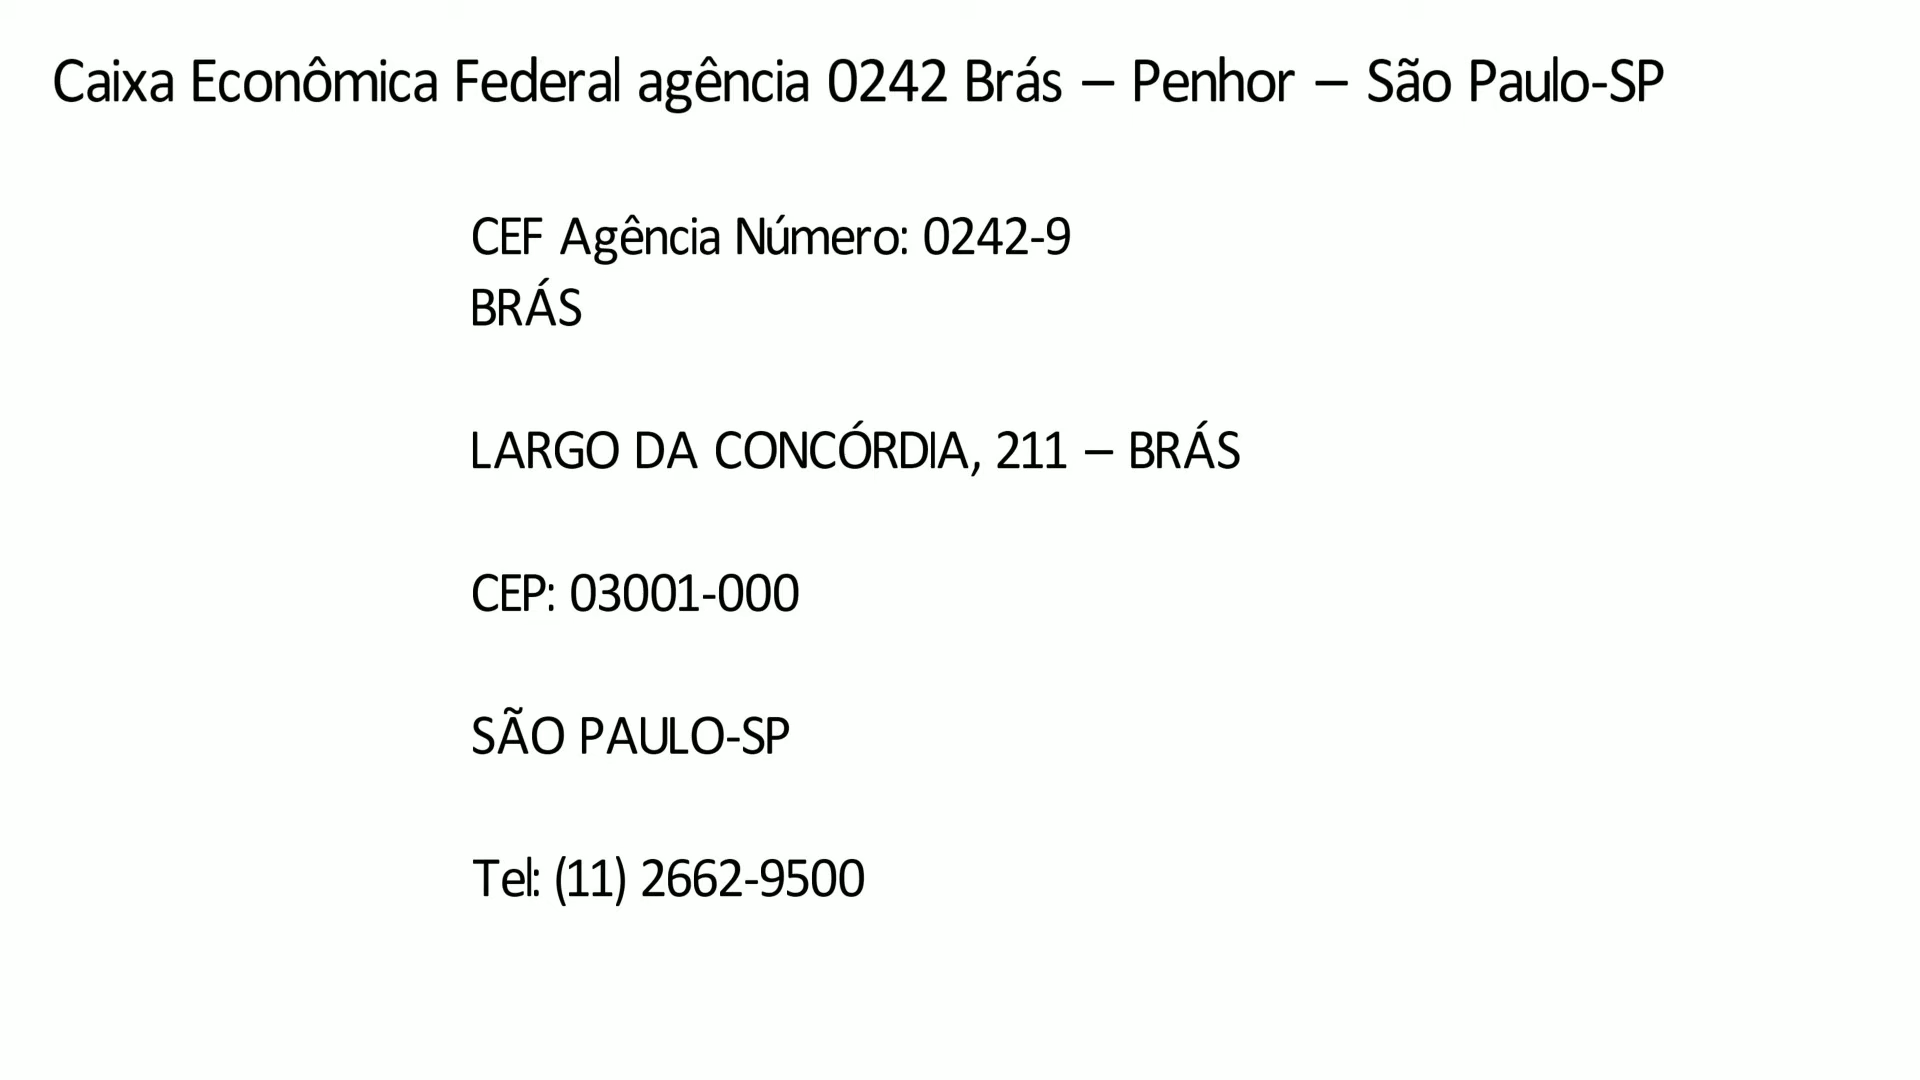 Caixa Econômica Federal agência 0242 Brás – Penhor – São Paulo-SP
CEF Agência Número: 0242-9
BRÁS
LARGO DA CONCÓRDIA, 211 – BRÁS
CEP: 03001-000
SÃO PAULO-SP
Tel: (11) 2662-9500